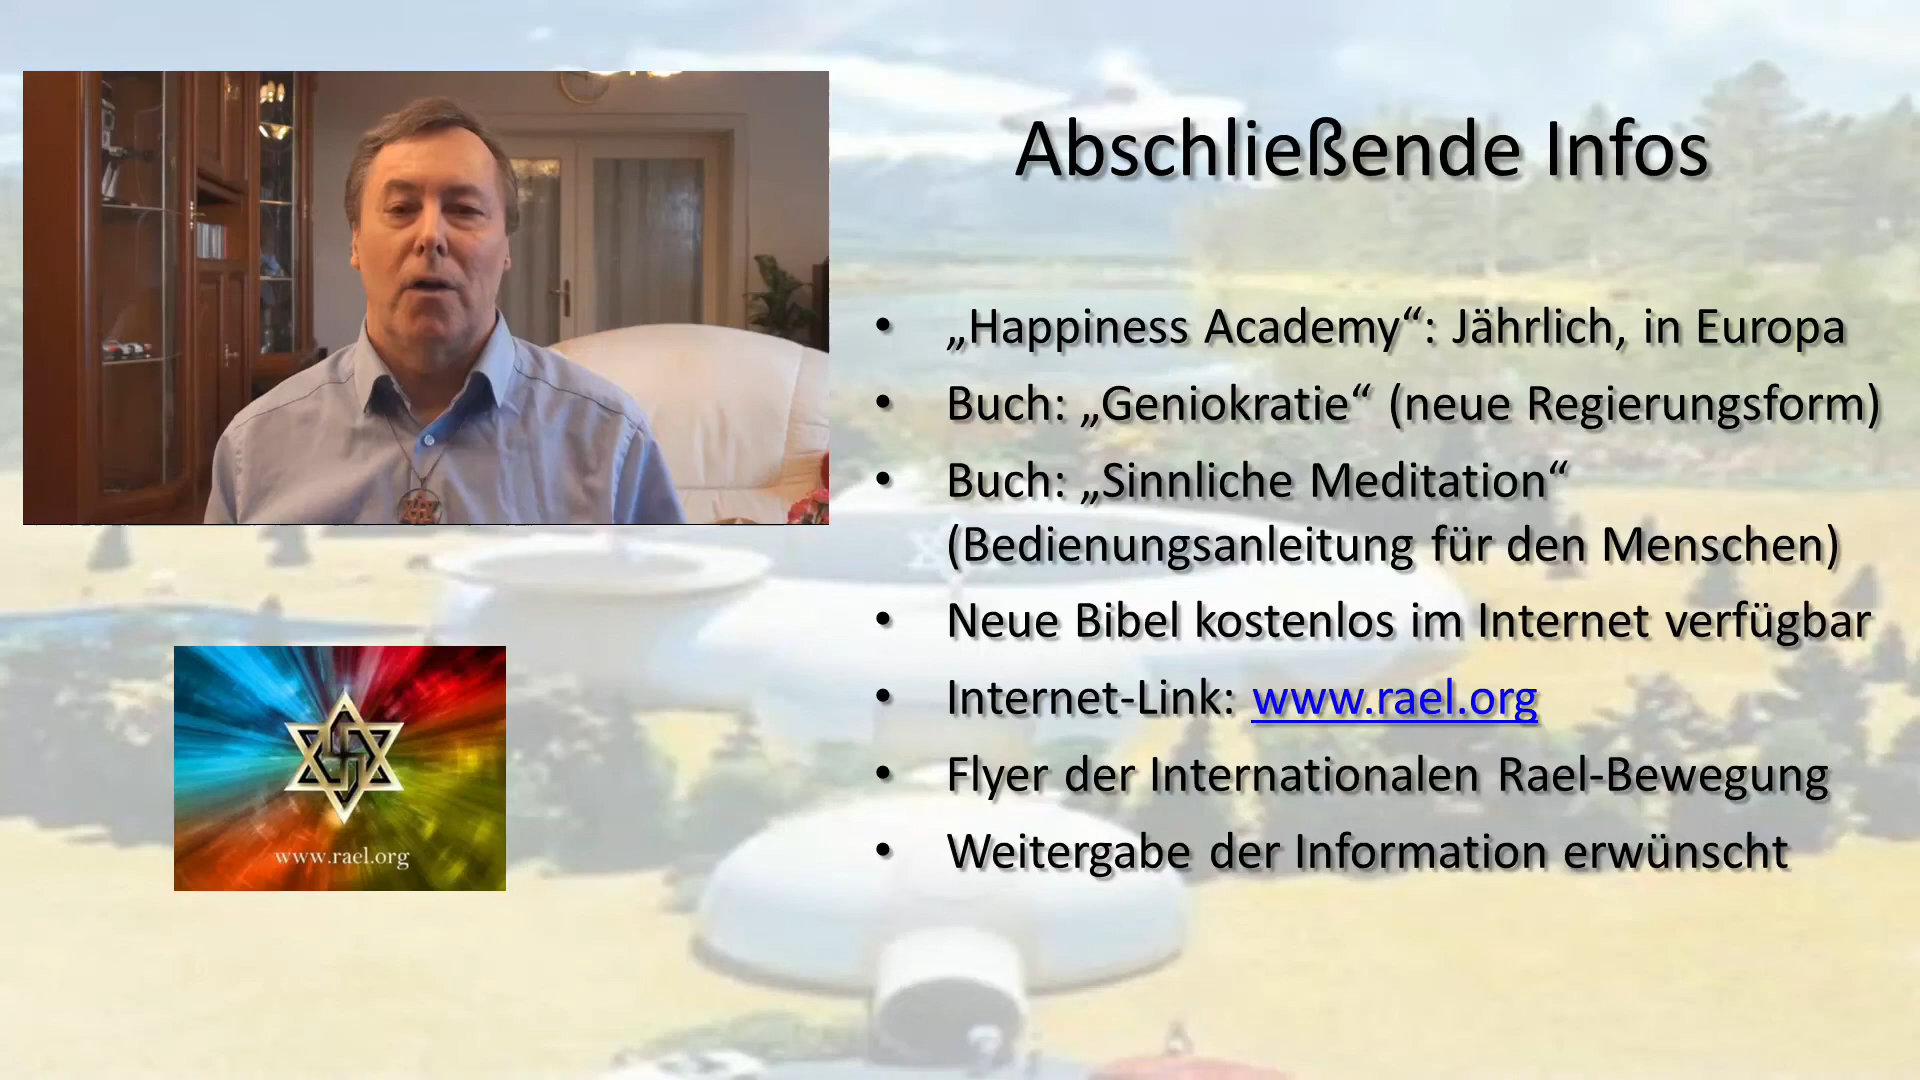 Abschließende Infos
• „Happiness Academy“: Jährlich, in Europa
• Buch: „Geniokratie“ (neue Regierungsform)
• Buch: „Sinnliche Meditation“
(Bedienungsanleitung für den Menschen)
• Neue Bibel kostenlos im Internet verfügbar
• Internet-Link: www.rael.org
• Flyer der Internationalen Rael-Bewegung
• Weitergabe der Information erwünscht
www.rael.org